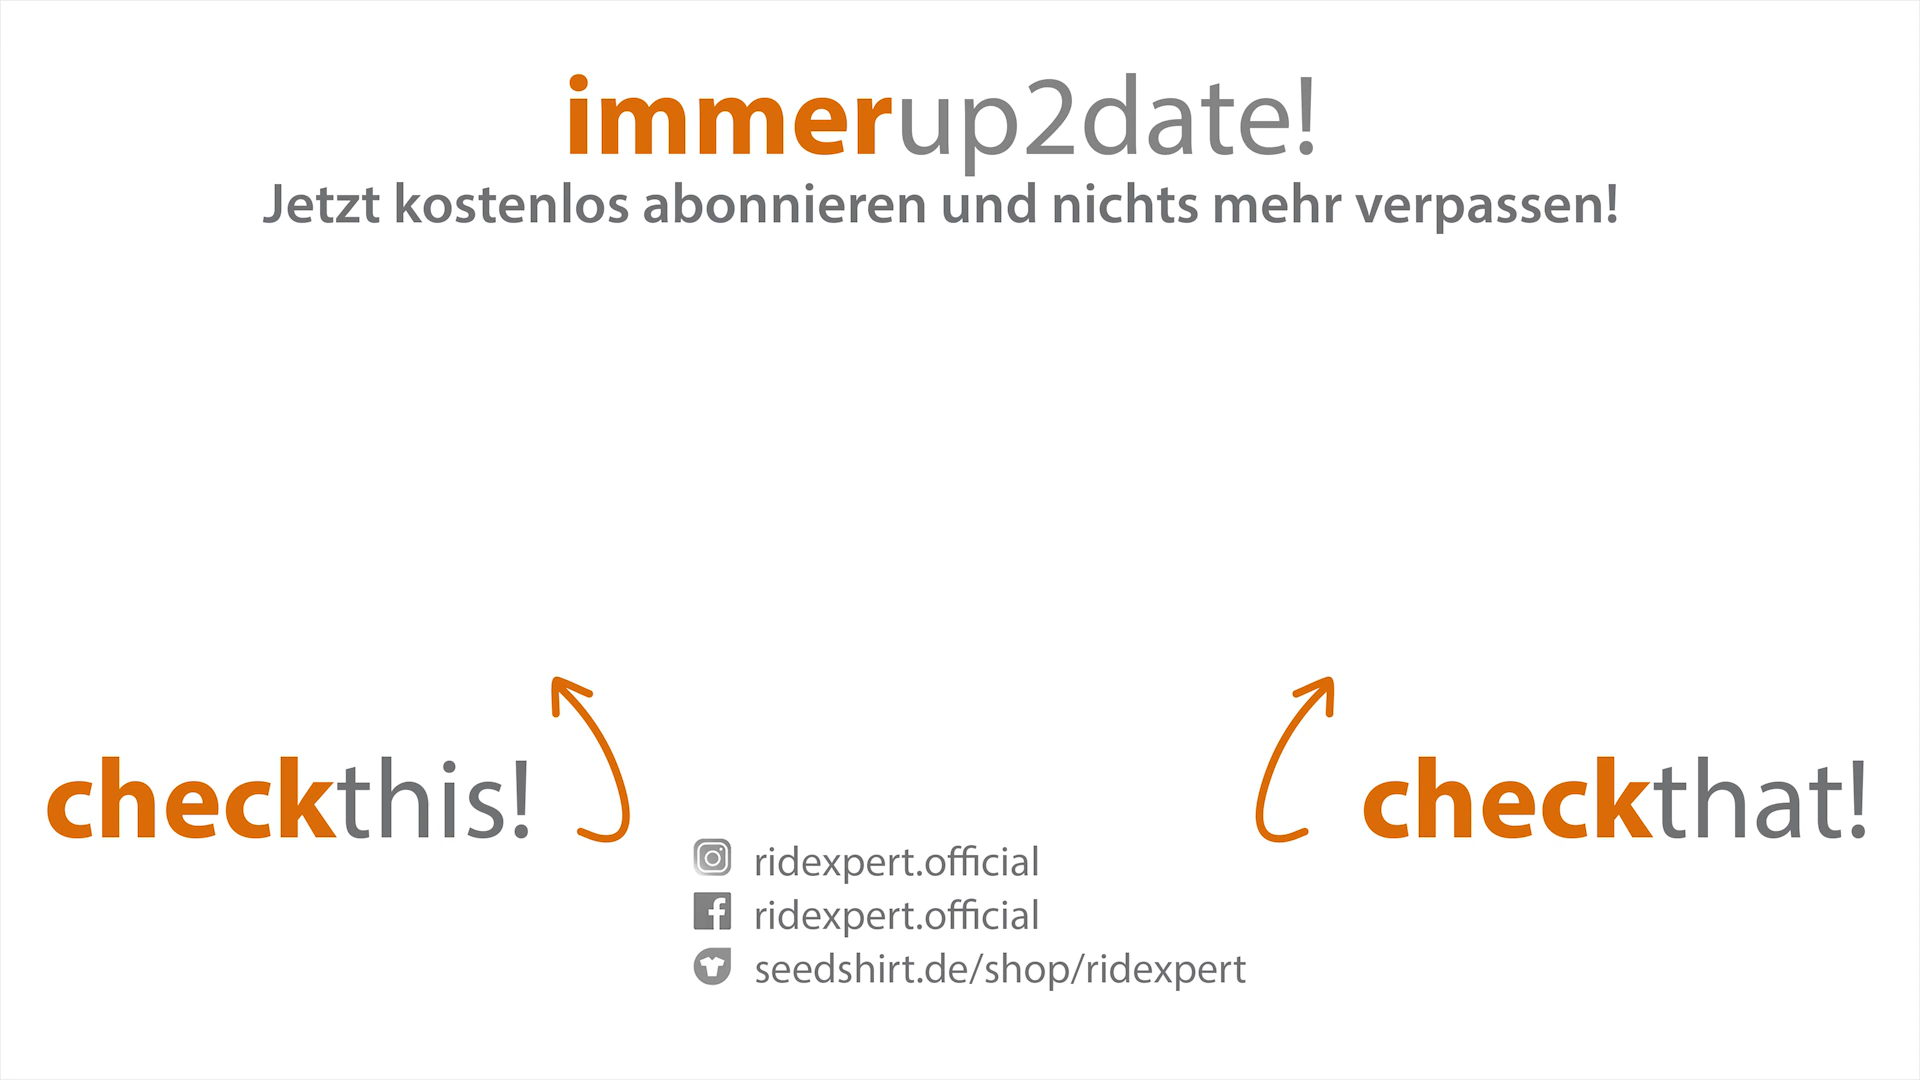 immerup2date!
Jetzt kostenlos abonnieren und nichts mehr verpassen!
checkthis!
checkthat!
ridexpert.official
ridexpert.official
seedshirt.de/shop/ridexpert